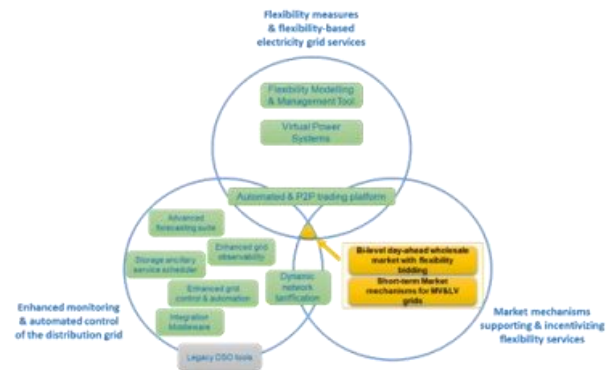 Flexibility measures
& flexibility-based
electricity grid services
Flexibility Modelling
& Management Tool
Virtual Power
Systems
Automated & P2P trading platform
Advanced
forecasting suite
Enhanced grid
observability
Storage ancillary
service scheduler
Enhanced grid
control & automation
Integration
Middleware
Legacy DSO tools
Dynamic
network
tariffication
Bi-level day-ahead wholesale
market with flexibility
bidding
Short-term Market
mechanisms for MV&LV
grids
Enhanced monitoring
& automated control
of the distribution grid
Market mechanisms
supporting & incentivizing
flexibility services